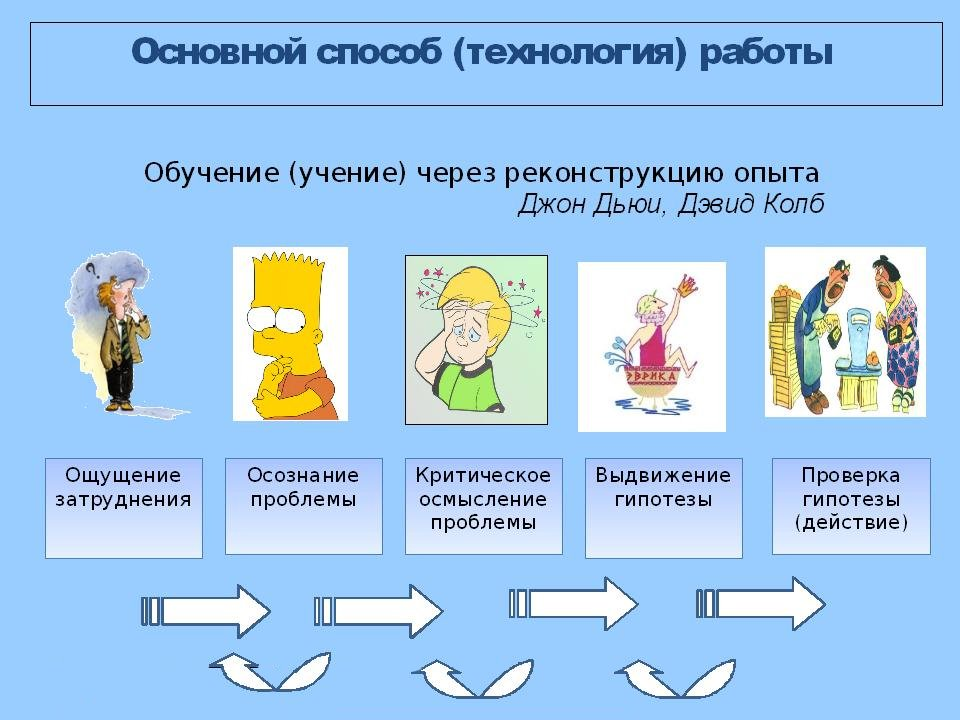 Основной способ (технология) работы
Обучение (учение) через реконструкцию опыта
Джон Дьюи, Дэвид Колб
?
ЭВРИКА
Ощущение
затруднения
Осознание
проблемы
Критическое
осмысление
проблемы
Выдвижение
гипотезы
Проверка
гипотезы
(действие)